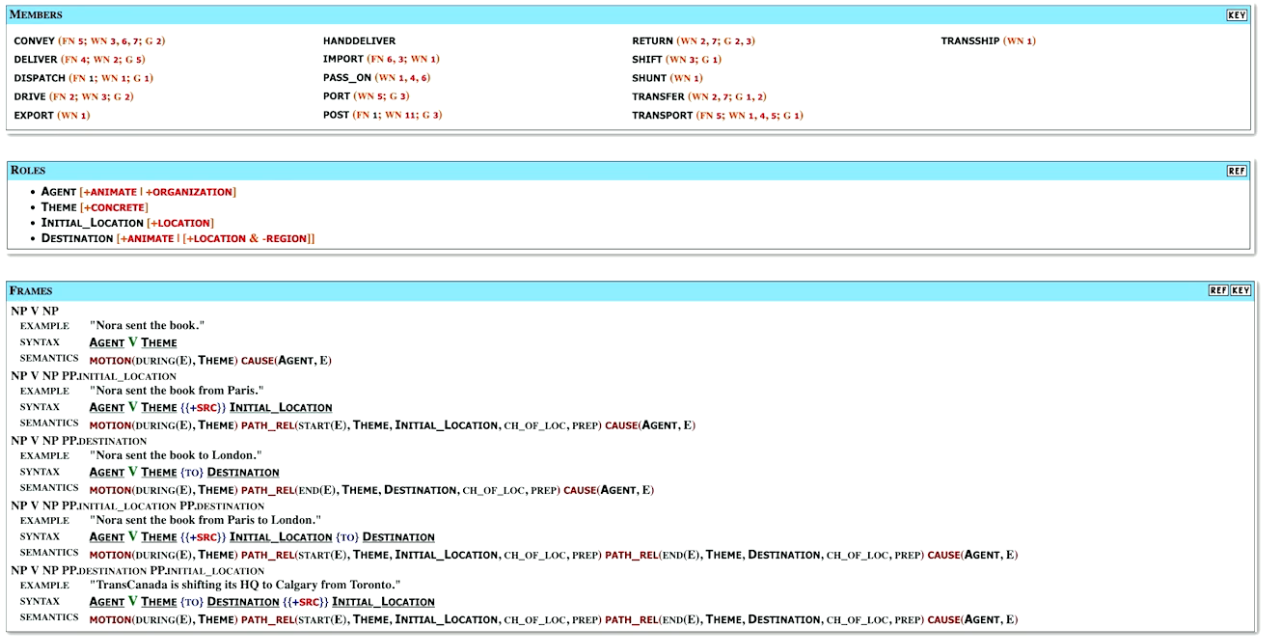 MEMBERS KEY
CONVEY (FN 5; WN 3, 6, 7; G 2) HANDDELIVER RETURN (WN 2, 7; G 2, 3) TRANSSHIP (WN 1)
DELIVER (FN 4; WN 2; G 5) IMPORT (FN 6, 3; WN 1) SHIFT (WN 3; G 1)
DISPATCH (FN 1; WN 1; G 1) PASS_ON (WN 1, 4, 6) SHUNT (WN 1)
DRIVE (FN 2; WN 3; G 2) PORT (WN 5; G 3) TRANSFER (WN 2, 7; G 1, 2)
EXPORT (WN 1) POST (FN 1; WN 11; G 3) TRANSPORT (FN 5; WN 1, 4, 5; G 1)
ROLES REF
• AGENT [+ANIMATE | +ORGANIZATION]
• THEME [+CONCRETE]
• INITIAL_LOCATION [+LOCATION]
• DESTINATION [+ANIMATE | [+LOCATION & -REGION]]
FRAMES REF KEY
NP V NP
EXAMPLE "Nora sent the book."
SYNTAX AGENT V THEME
SEMANTICS MOTION(DURING(E), THEME) CAUSE(AGENT, E)
NP V NP PP.INITIAL_LOCATION
EXAMPLE "Nora sent the book from Paris."
SYNTAX AGENT V THEME {{+SRC}} INITIAL_LOCATION
SEMANTICS MOTION(DURING(E), THEME) PATH_REL(START(E), THEME, INITIAL_LOCATION, CH_OF_LOC, PREP) CAUSE(AGENT, E)
NP V NP PP.DESTINATION
EXAMPLE "Nora sent the book to London."
SYNTAX AGENT V THEME {TO} DESTINATION
SEMANTICS MOTION(DURING(E), THEME) PATH_REL(END(E), THEME, DESTINATION, CH_OF_LOC, PREP) CAUSE(AGENT, E)
NP V NP PP.INITIAL_LOCATION PP.DESTINATION
EXAMPLE "Nora sent the book from Paris to London."
SYNTAX AGENT V THEME {{+SRC}} INITIAL_LOCATION {TO} DESTINATION
SEMANTICS MOTION(DURING(E), THEME) PATH_REL(START(E), THEME, INITIAL_LOCATION, CH_OF_LOC, PREP) PATH_REL(END(E), THEME, DESTINATION, CH_OF_LOC, PREP) CAUSE(AGENT, E)
NP V NP PP.DESTINATION PP.INITIAL_LOCATION
EXAMPLE "TransCanada is shifting its HQ to Calgary from Toronto."
SYNTAX AGENT V THEME {TO} DESTINATION {{+SRC}} INITIAL_LOCATION
SEMANTICS MOTION(DURING(E), THEME) PATH_REL(START(E), THEME, INITIAL_LOCATION, CH_OF_LOC, PREP) PATH_REL(END(E), THEME, DESTINATION, CH_OF_LOC, PREP) CAUSE(AGENT, E)